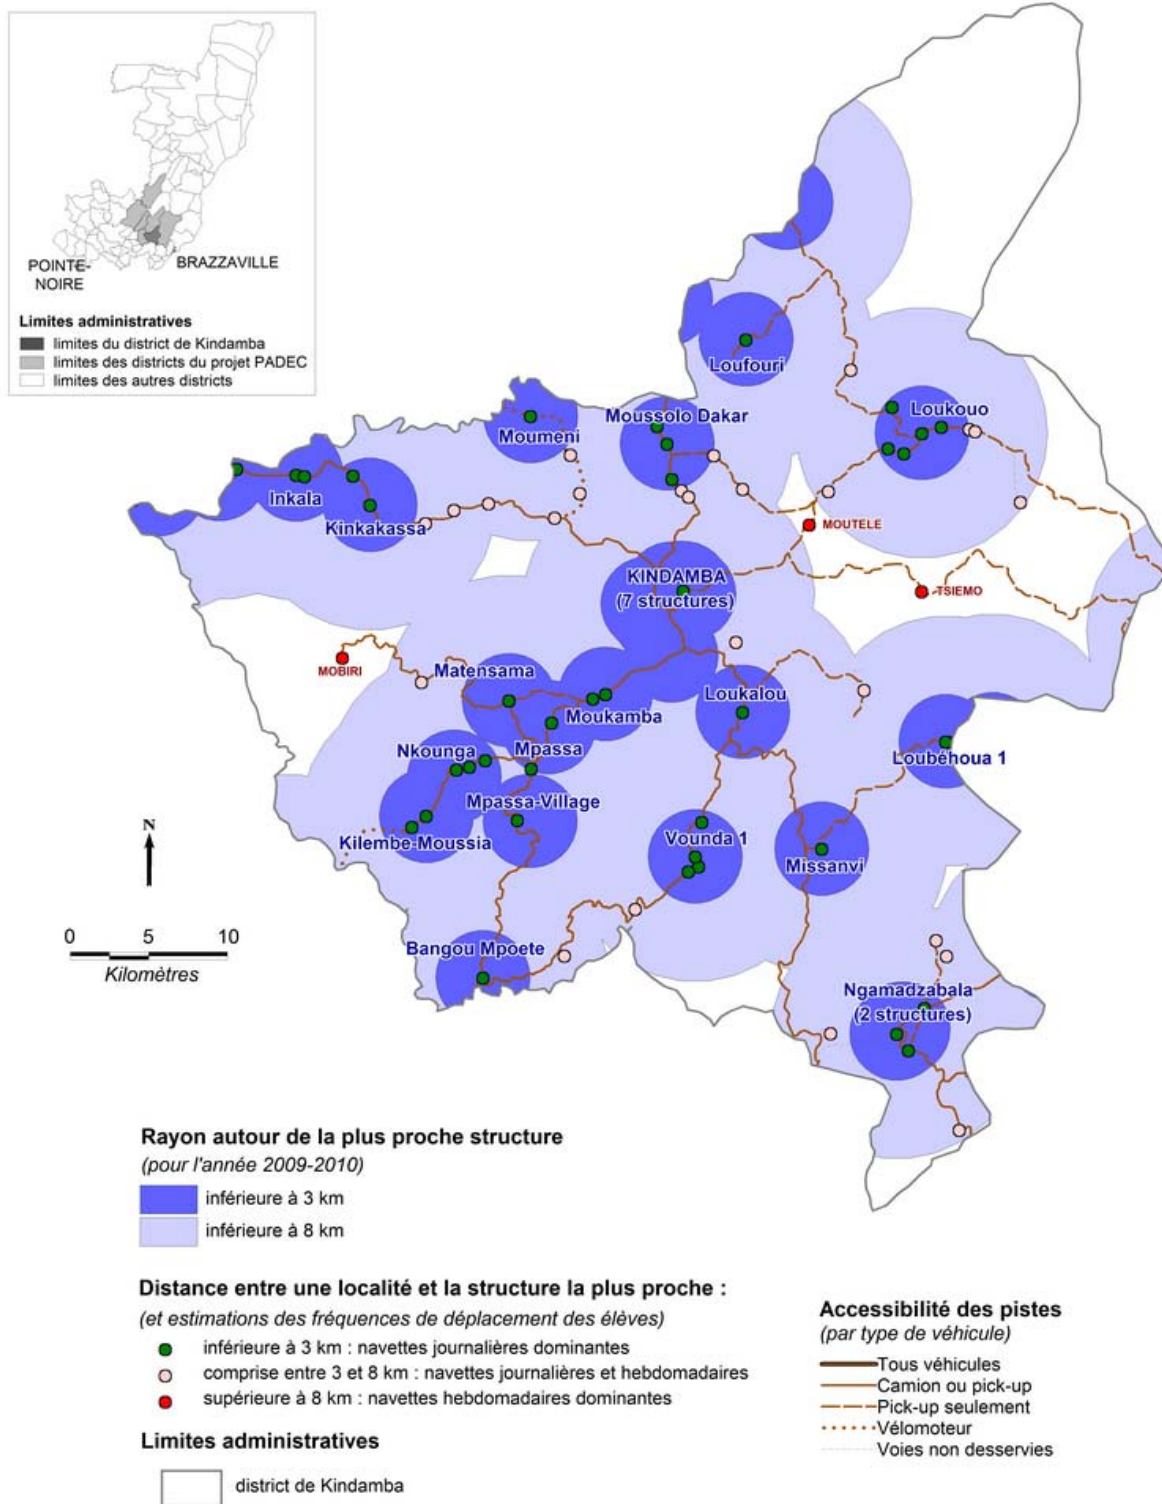 POINTE-
NOIRE
BRAZZAVILLE
Limites administratives
limites du district de Kindamba
limites des districts du projet PADEC
limites des autres districts
Loufouri
Loukouo
Moussolo Dakar
Moumeni
Inkala
Kinkakassa
MOUTELE
KINDAMBA
(7 structures)
TSIEMO
MOBIRI
Matensama
Loukalou
Moukamba
Nkounga
Mpassa
Loubéhoua 1
Mpassa-Village
Kilembe-Moussia
Vounda 1
Missanvi
N
0 5 10
Kilomètres
Bangou Mpoete
Ngamadzabala
(2 structures)
Rayon autour de la plus proche structure
(pour l'année 2009-2010)
inférieure à 3 km
inférieure à 8 km
Distance entre une localité et la structure la plus proche :
(et estimations des fréquences de déplacement des élèves)
inférieure à 3 km : navettes journalières dominantes
comprise entre 3 et 8 km : navettes journalières et hebdomadaires
supérieure à 8 km : navettes hebdomadaires dominantes
Limites administratives
district de Kindamba
Accessibilité des pistes
(par type de véhicule)
Tous véhicules
Camion ou pick-up
Pick-up seulement
Vélomoteur
Voies non desservies